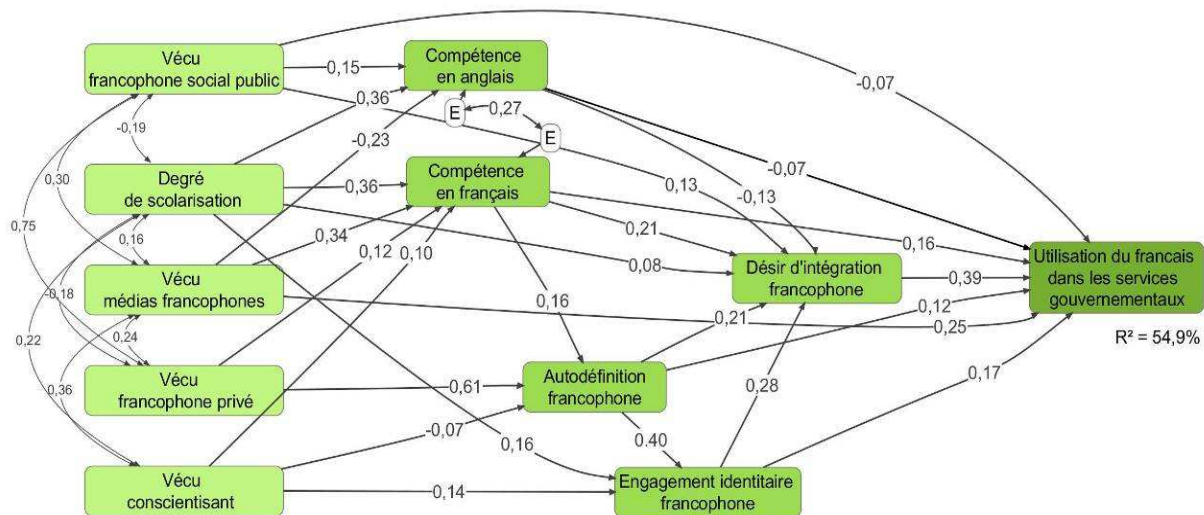 Vécu
francophone social public
Compétence
en anglais
0,15
-0,07
0,36
E
0,27
E
-0,19
-0,23
Degré
de scolarisation
Compétence
en français
0,36
0,13
-0,13
-0,07
0,30
0,75
0,16
0,34
0,12
0,10
0,21
0,08
0,16
Vécu
médias francophones
Désir d'intégration
francophone
0,39
Utilisation du francais
dans les services
gouvernementaux
R² = 54,9%
-0,18
0,22
0,24
0,16
0,21
0,12
0,25
Vécu
francophone privé
0,61
Autodéfinition
francophone
0,36
0,28
0,17
-0,07
0,16
0.40
Vécu
conscientisant
0,14
Engagement identitaire
francophone